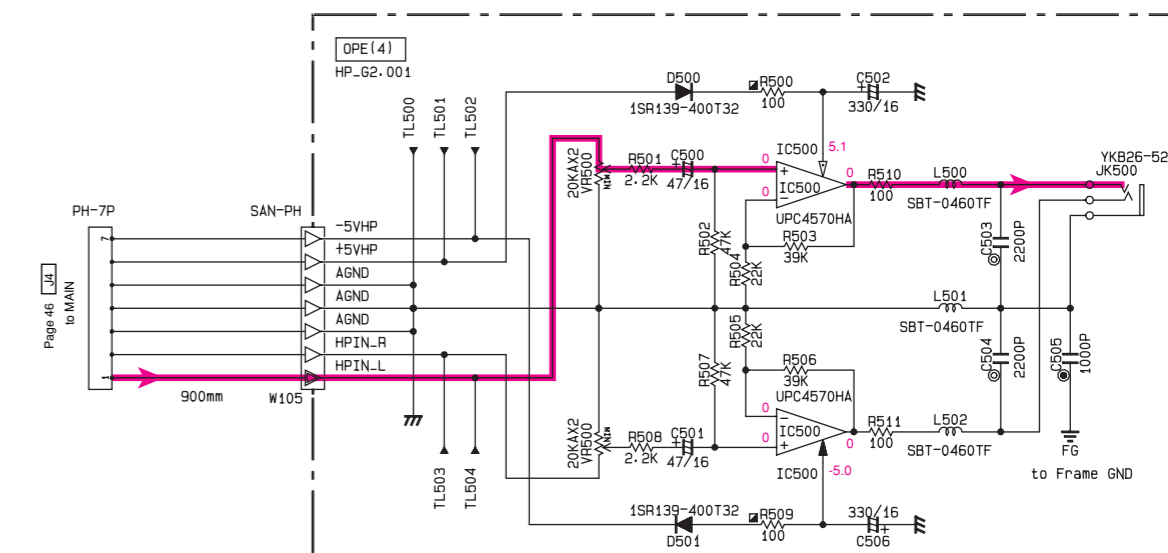 OPE(4)
HP_G2.001
D500
1SR139-400T32
R500
100
C502
+
330/16
TL500
TL501
TL502
20KAX2
VR500
MIN
R501
2.2K
C500
+
47/16
IC500
5.1
0
0
0
+
−
IC500
UPC4570HA
R510
100
L500
SBT-0460TF
YKB26-52
JK500
PH-7P
SAN-PH
-5VHP
+5VHP
AGND
AGND
AGND
HPIN_R
HPIN_L
7
1
Page 46 J4
to MAIN
900mm
W105
R502
47K
R503
39K
R504
22K
C503
2200P
L501
SBT-0460TF
R505
22K
R507
47K
R506
39K
UPC4570HA
C504
2200P
C505
1000P
TL503
TL504
20KAX2
VR500
MIN
R508
2.2K
C501
+
47/16
0
0
0
−
+
IC500
IC500
-5.0
R511
100
L502
SBT-0460TF
FG
to Frame GND
1SR139-400T32
D501
R509
100
330/16
+
C506